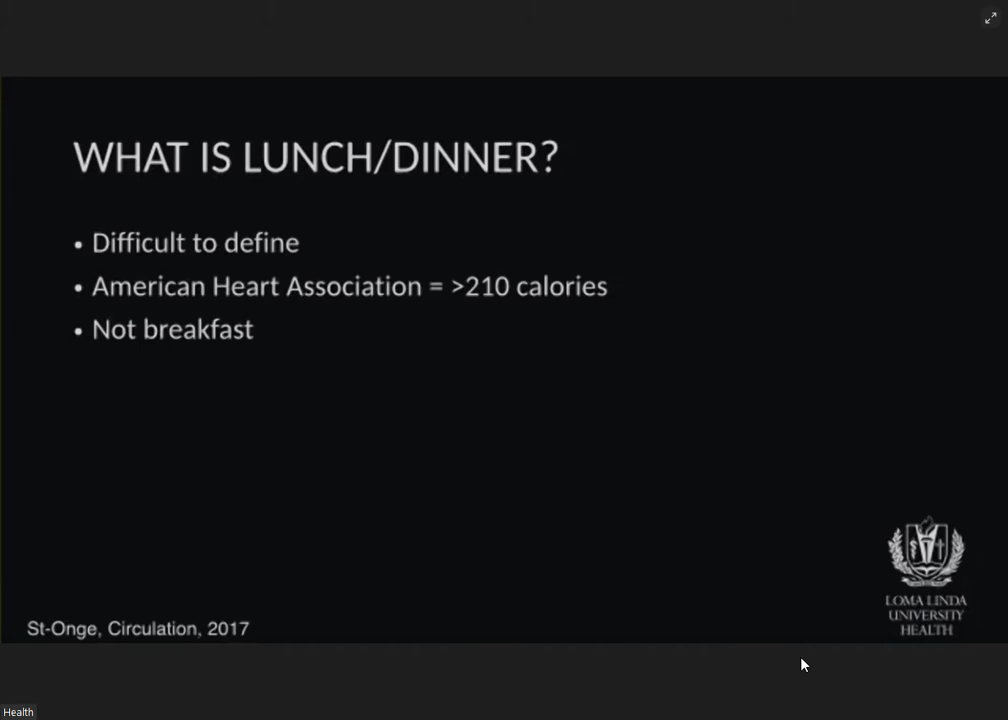 WHAT IS LUNCH/DINNER?
• Difficult to define
• American Heart Association = >210 calories
• Not breakfast
St-Onge, Circulation, 2017
LOMA LINDA
UNIVERSITY
HEALTH
Health